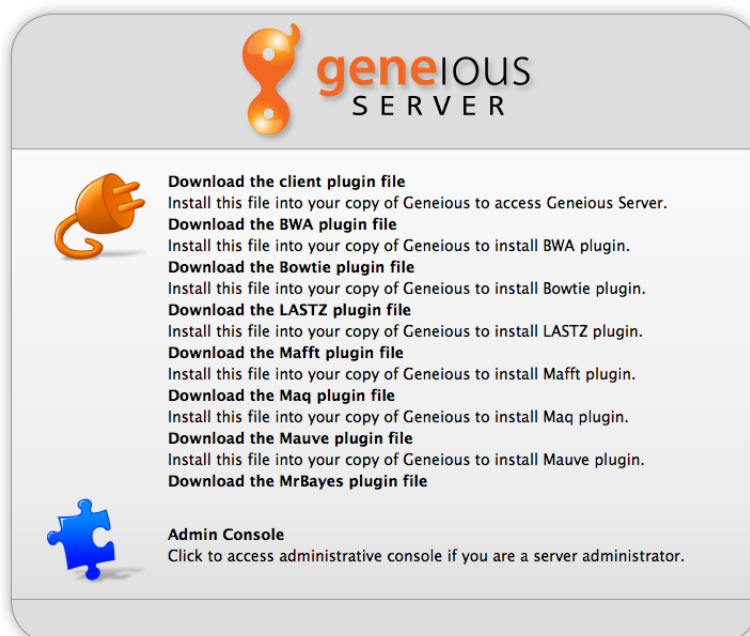 geneious
SERVER
Download the client plugin file
Install this file into your copy of Geneious to access Geneious Server.
Download the BWA plugin file
Install this file into your copy of Geneious to install BWA plugin.
Download the Bowtie plugin file
Install this file into your copy of Geneious to install Bowtie plugin.
Download the LASTZ plugin file
Install this file into your copy of Geneious to install LASTZ plugin.
Download the Mafft plugin file
Install this file into your copy of Geneious to install Mafft plugin.
Download the Maq plugin file
Install this file into your copy of Geneious to install Maq plugin.
Download the Mauve plugin file
Install this file into your copy of Geneious to install Mauve plugin.
Download the MrBayes plugin file
Admin Console
Click to access administrative console if you are a server administrator.